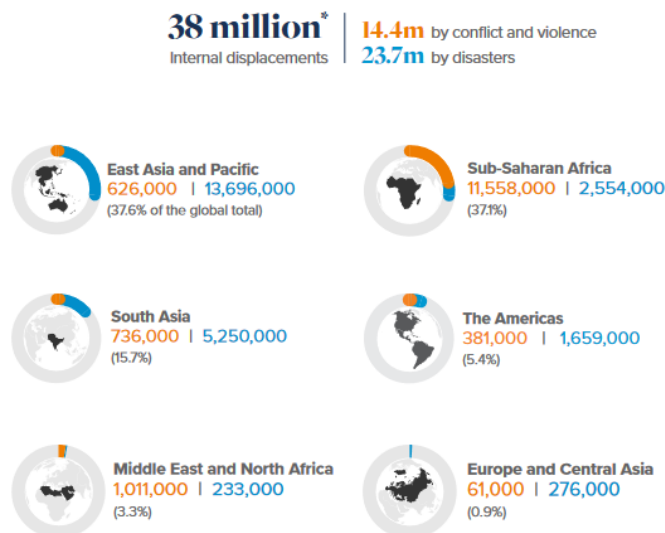 38 million*
Internal displacements
14.4m by conflict and violence
23.7m by disasters
East Asia and Pacific
626,000 | 13,696,000
(37.6% of the global total)
Sub-Saharan Africa
11,558,000 | 2,554,000
(37.1%)
South Asia
736,000 | 5,250,000
(15.7%)
The Americas
381,000 | 1,659,000
(5.4%)
Middle East and North Africa
1,011,000 | 233,000
(3.3%)
Europe and Central Asia
61,000 | 276,000
(0.9%)